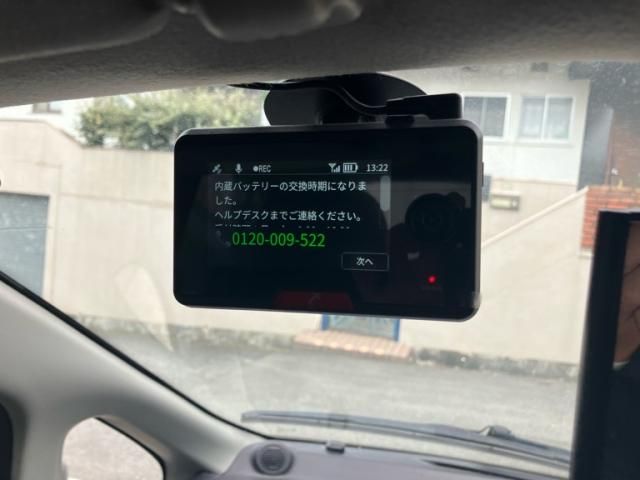 ●REC 13:22
内蔵バッテリーの交換時期になりま
した。
ヘルプデスクまでご連絡ください。
0120-009-522
次へ